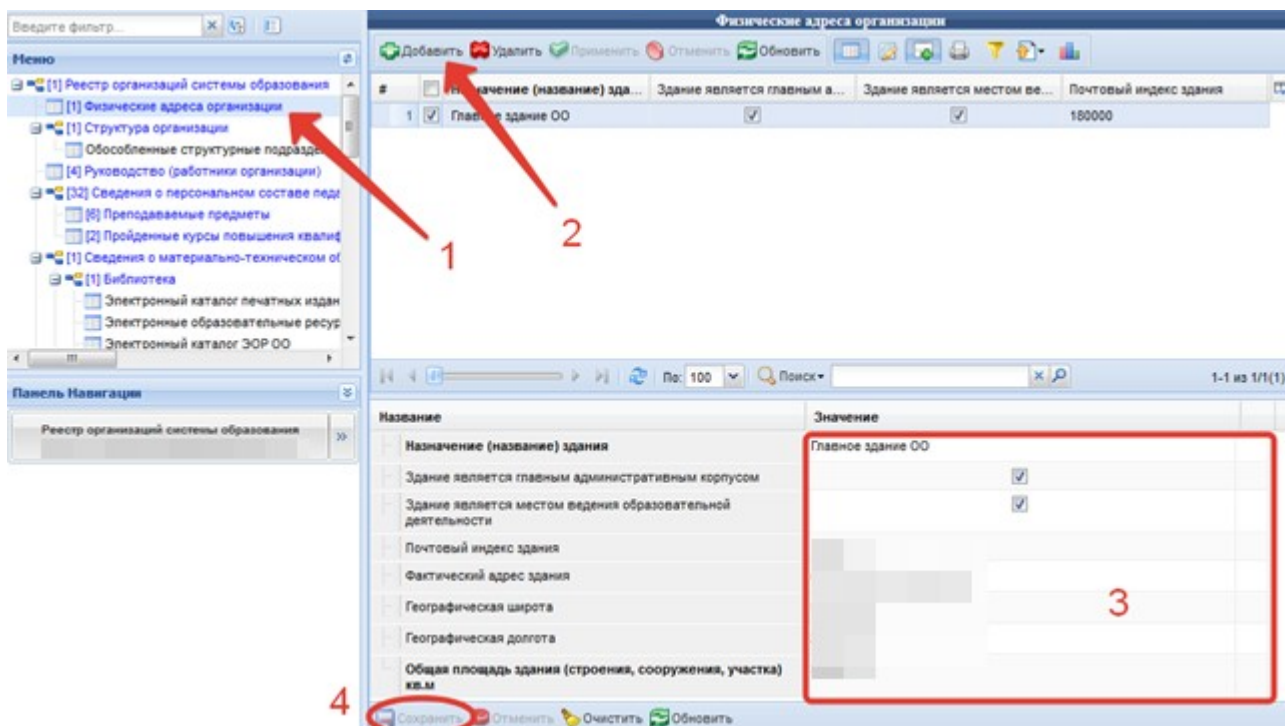 Введите фильтр...
Физические адреса организации
Меню
Добавить Удалить Применить Отменить Обновить
[1] Реестр организаций системы образования
[1] Физические адреса организации
[1] Структура организации
Обособленные структурные подразде
[4] Руководство (работники организации)
[32] Сведения о персональном составе педа
[6] Преподаваемые предметы
[2] Пройденные курсы повышения квалиф
[1] Сведения о материально-техническом об
[1] Библиотека
Электронный каталог печатных издан
Электронные образовательные ресур
Электронный каталог ЭОР ОО
# (название) зда... Здание является главным а... Здание является местом ве... Почтовый индекс здания
1 здание ОО 180000
1
2
По: 100 Поиск 1-1 из 1/1(1)
Панель Навигации
Реестр организаций системы образования
Название Значение
Назначение (название) здания Главное здание ОО
Здание является главным административным корпусом
Здание является местом ведения образовательной
деятельности
Почтовый индекс здания
Фактический адрес здания
Географическая широта
Географическая долгота
Общая площадь здания (строения, сооружения, участка)
кв.м
3
4
Сохранить Отменить Очистить Обновить